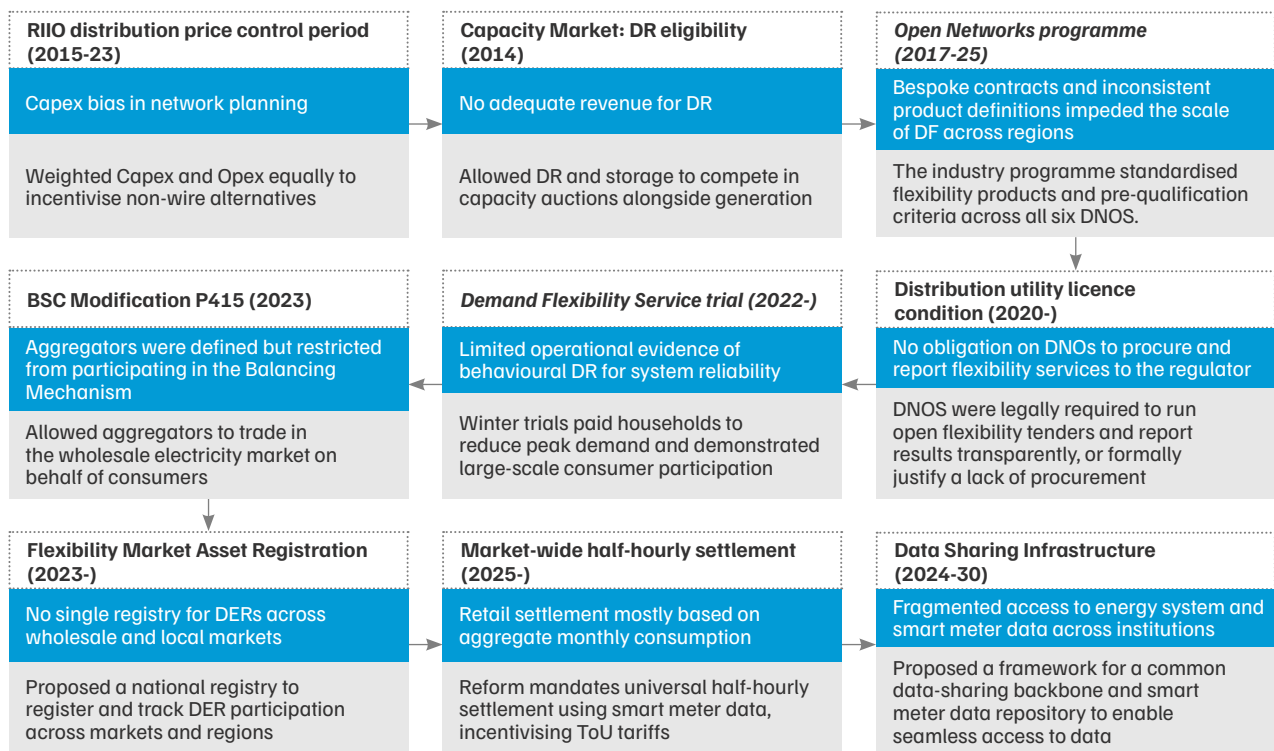 RIIO distribution price control period
(2015-23)
Capex bias in network planning
Weighted Capex and Opex equally to
incentivise non-wire alternatives
Capacity Market: DR eligibility
(2014)
No adequate revenue for DR
Allowed DR and storage to compete in
capacity auctions alongside generation
Open Networks programme
(2017-25)
Bespoke contracts and inconsistent
product definitions impeded the scale
of DF across regions
The industry programme standardised
flexibility products and pre-qualification
criteria across all six DNOS.
Distribution utility licence
condition (2020-)
No obligation on DNOs to procure and
report flexibility services to the regulator
DNOS were legally required to run
open flexibility tenders and report
results transparently, or formally
justify a lack of procurement
Demand Flexibility Service trial (2022-)
Limited operational evidence of
behavioural DR for system reliability
Winter trials paid households to
reduce peak demand and demonstrated
large-scale consumer participation
BSC Modification P415 (2023)
Aggregators were defined but restricted
from participating in the Balancing
Mechanism
Allowed aggregators to trade in
the wholesale electricity market on
behalf of consumers
Flexibility Market Asset Registration
(2023-)
No single registry for DERs across
wholesale and local markets
Proposed a national registry to
register and track DER participation
across markets and regions
Market-wide half-hourly settlement
(2025-)
Retail settlement mostly based on
aggregate monthly consumption
Reform mandates universal half-hourly
settlement using smart meter data,
incentivising ToU tariffs
Data Sharing Infrastructure
(2024-30)
Fragmented access to energy system and
smart meter data across institutions
Proposed a framework for a common
data-sharing backbone and smart
meter data repository to enable
seamless access to data